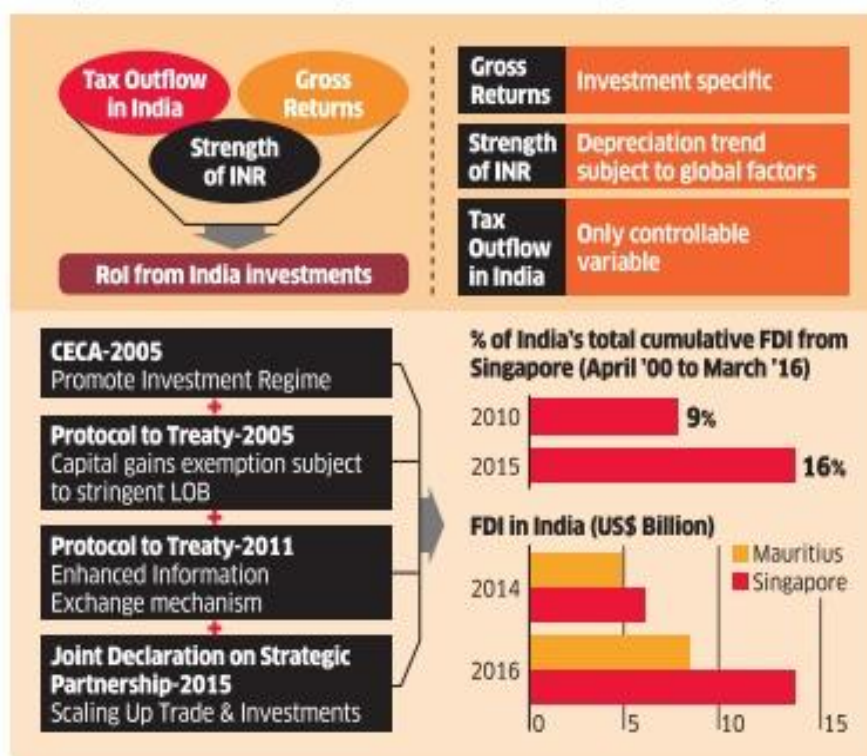 Tax Outflow
in India
Gross
Returns
Strength
of INR
RoI from India investments
Gross
Returns
Investment specific
Strength
of INR
Depreciation trend
subject to global factors
Tax
Outflow
in India
Only controllable
variable
CECA-2005
Promote Investment Regime
+
Protocol to Treaty-2005
Capital gains exemption subject
to stringent LOB
+
Protocol to Treaty-2011
Enhanced Information
Exchange mechanism
+
Joint Declaration on Strategic
Partnership-2015
Scaling Up Trade & Investments
% of India's total cumulative FDI from
Singapore (April '00 to March '16)
2010 9%
2015 16%
FDI in India (US$ Billion)
Mauritius
Singapore
2014
2016
0 5 10 15